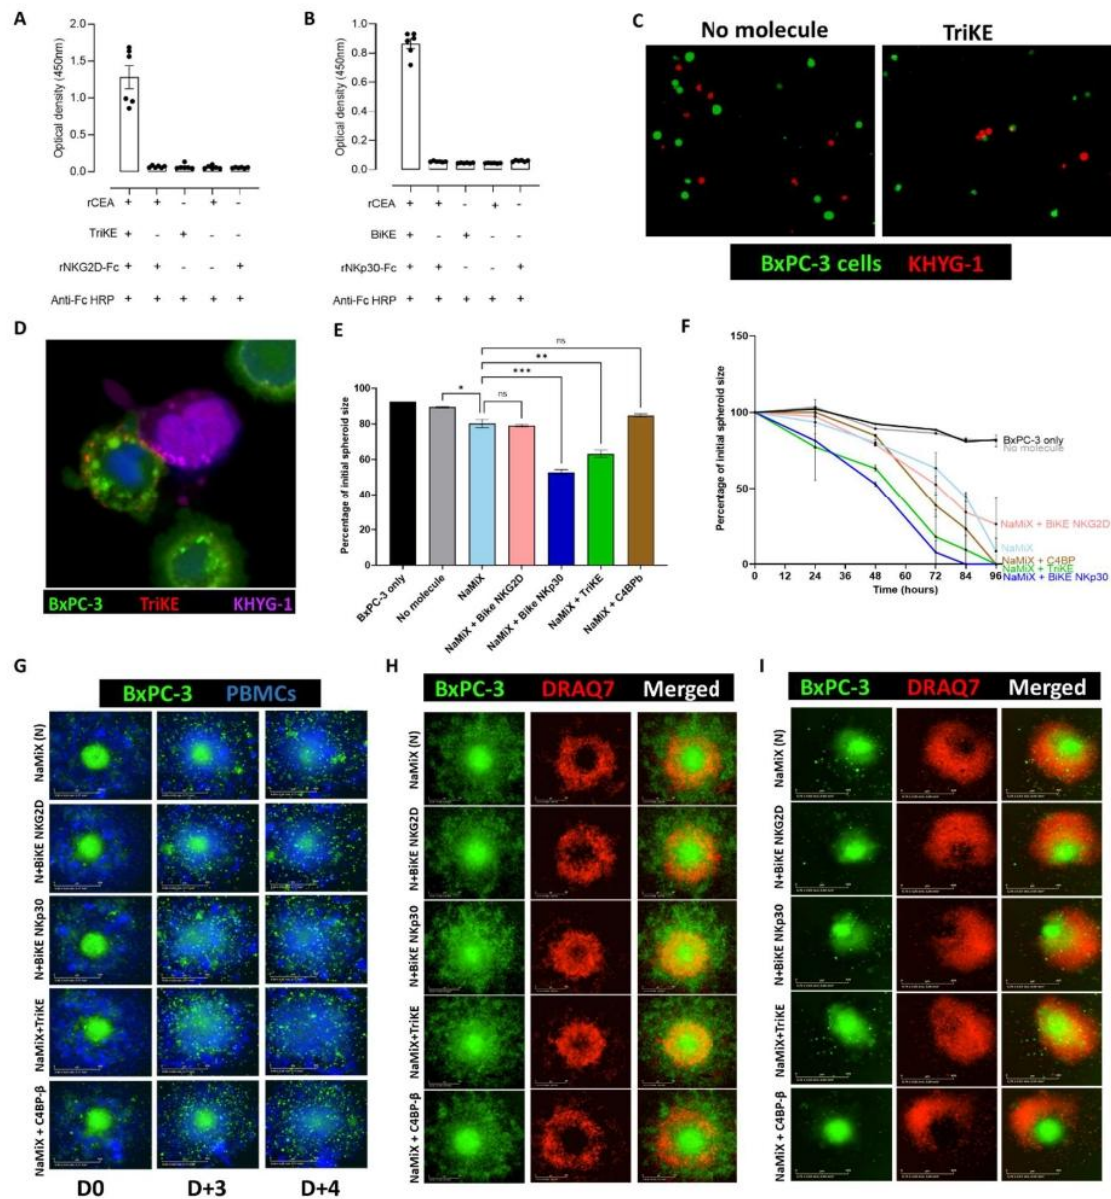 A
Optical density (450nm)
2.0
1.5
1.0
0.5
0.0
rCEA + + - + -
TriKE + - + - -
rNKG2D-Fc + + - - +
Anti-Fc HRP + + + + +
B
Optical density (450nm)
1.0
0.8
0.6
0.4
0.2
0.0
rCEA + + - + -
BiKE + - + - -
rNKp30-Fc + + - - +
Anti-Fc HRP + + + + +
C
No molecule
TriKE
BxPC-3 cells KHYG-1
D
BxPC-3 TriKE KHYG-1
E
Percentage of initial spheroid size
100
80
60
40
20
0
ns
**
***
* ns
BxPC-3 only
No molecule
NaMiX
NaMiX + Bike NKG2D
NaMiX + Bike NKp30
NaMiX + TriKE
NaMiX + C4BPb
F
Percentage of initial spheroid size
150
100
50
0
0 12 24 36 48 60 72 84 96
Time (hours)
BxPC-3 only
No molecule
NaMiX + BiKE NKG2D
NaMiX
NaMiX + C4BP
NaMiX + TriKE
NaMiX + BiKE NKp30
G
BxPC-3 PBMCs
NaMiX (N)
N+BiKE NKG2D
N+BiKE NKp30
NaMiX+TriKE
NaMiX + C4BP-β
D0 D+3 D+4
H
BxPC-3 DRAQ7 Merged
NaMiX (N)
N+BiKE NKG2D
N+BiKE NKp30
NaMiX+TriKE
NaMiX + C4BP-β
I
BxPC-3 DRAQ7 Merged
NaMiX (N)
N+BiKE NKG2D
N+BiKE NKp30
NaMiX+TriKE
NaMiX + C4BP-β